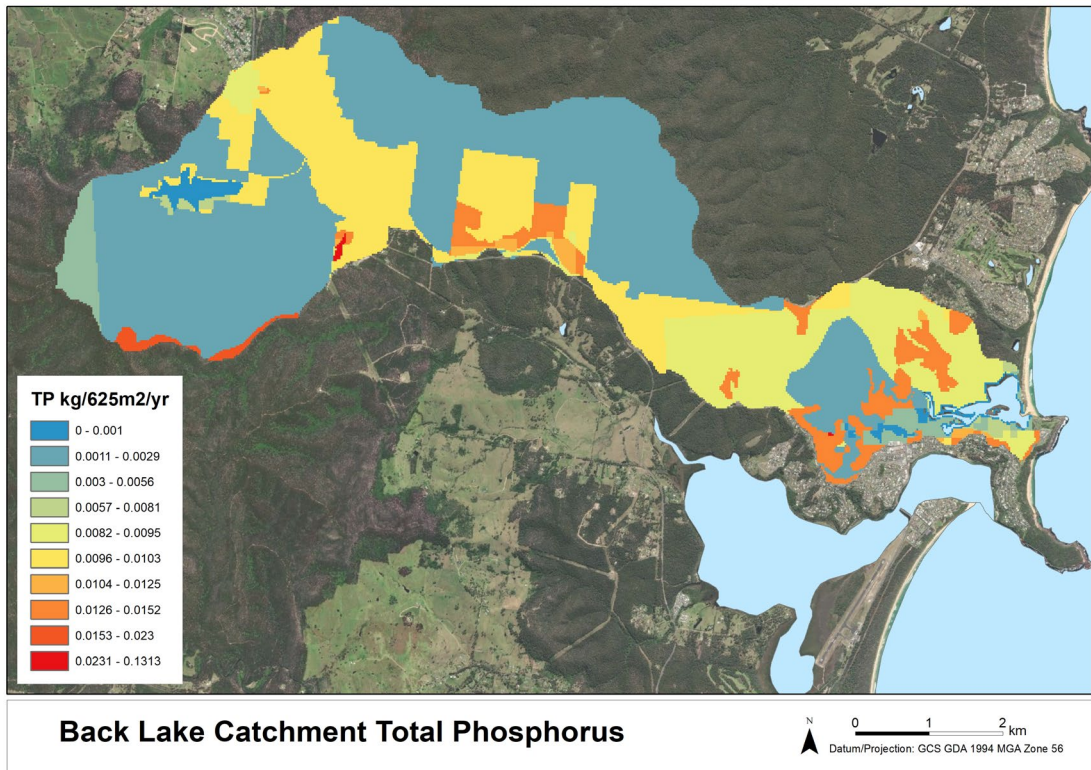 TP kg/625m2/yr
0 - 0.001
0.0011 - 0.0029
0.003 - 0.0056
0.0057 - 0.0081
0.0082 - 0.0095
0.0096 - 0.0103
0.0104 - 0.0125
0.0126 - 0.0152
0.0153 - 0.023
0.0231 - 0.1313
Back Lake Catchment Total Phosphorus
N
0 1 2
km
Datum/Projection: GCS GDA 1994 MGA Zone 56